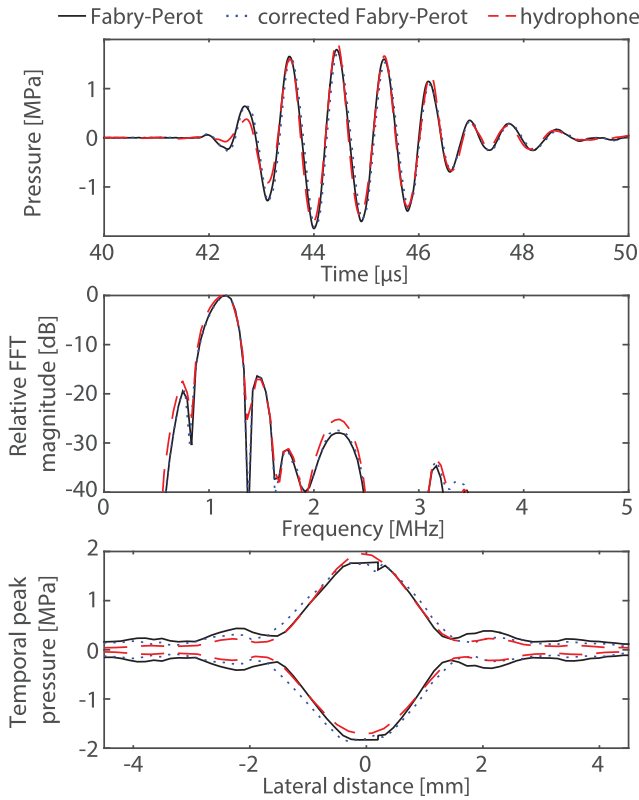 Fabry-Perot corrected Fabry-Perot hydrophone
Pressure [MPa]
1
0
-1
40 42 44 46 48 50
Time [µs]
Relative FFT
magnitude [dB]
0
-10
-20
-30
-40
0 1 2 3 4 5
Frequency [MHz]
Temporal peak
pressure [MPa]
2
1
0
-1
-2
-4 -2 0 2 4
Lateral distance [mm]